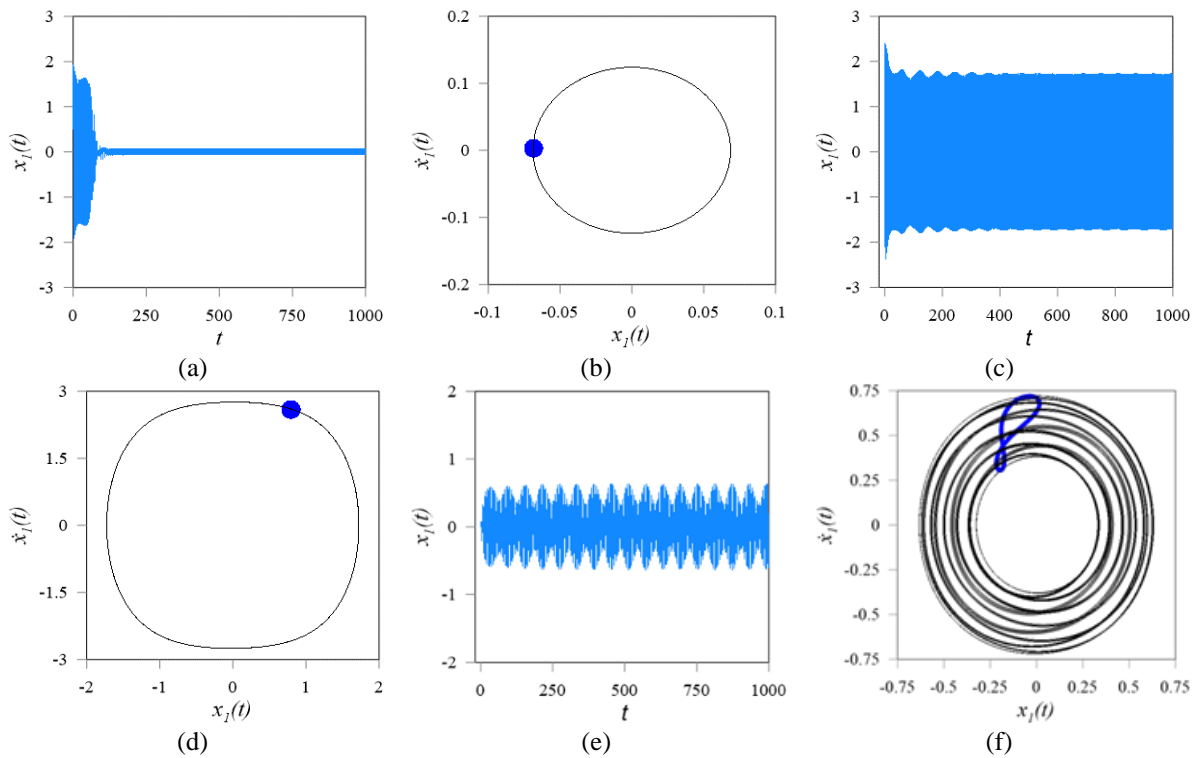 3
2
1
0
-1
-2
-3
x₁(t)
0 250 500 750 1000
t
(a)
0.2
0.1
0
-0.1
-0.2
ẋ₁(t)
-0.1 -0.05 0 0.05 0.1
x₁(t)
(b)
3
2
1
0
-1
-2
-3
x₁(t)
0 200 400 600 800 1000
t
(c)
3
1.5
0
-1.5
-3
ẋ₁(t)
-2 -1 0 1 2
x₁(t)
(d)
2
1
0
-1
-2
x₁(t)
0 250 500 750 1000
t
(e)
0.75
0.5
0.25
0
-0.25
-0.5
-0.75
ẋ₁(t)
-0.75 -0.5 -0.25 0 0.25 0.5 0.75
x₁(t)
(f)